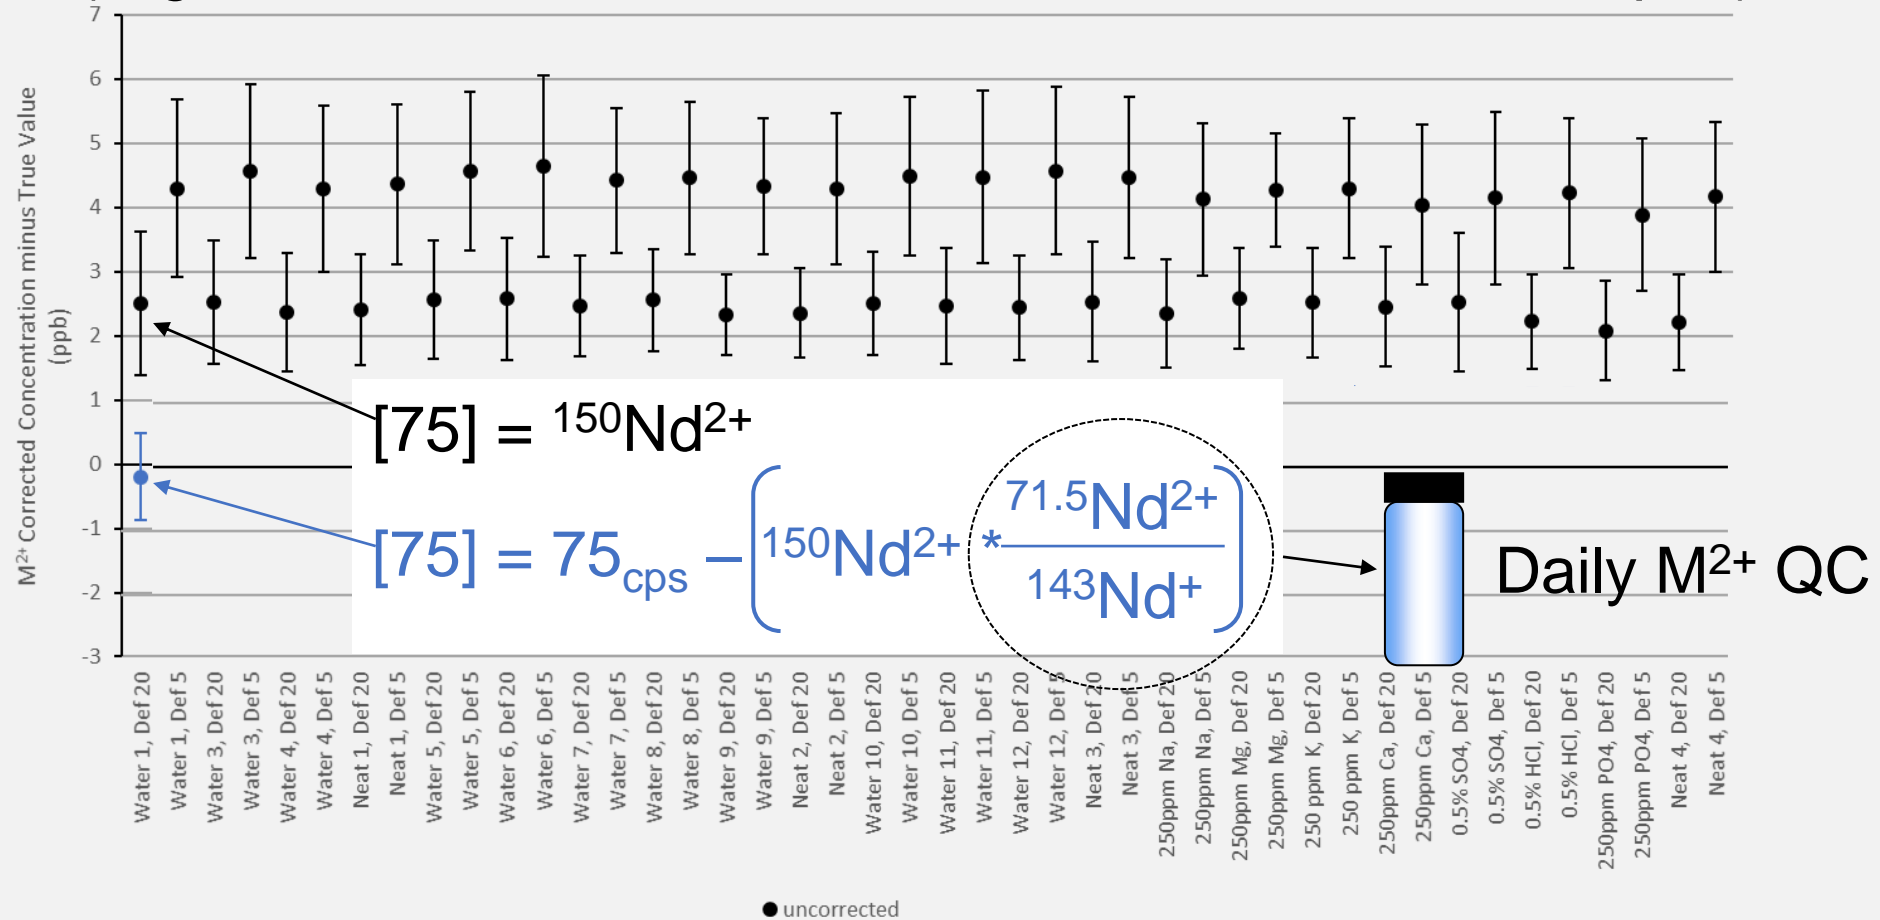 7
6
5
4
3
2
1
0
-1
-2
-3
M²⁺ Corrected Concentration minus True Value
(ppb)
[75] = ¹⁵⁰Nd²⁺
[75] = 75cps – (¹⁵⁰Nd²⁺ * ⁷¹·⁵Nd²⁺ / ¹⁴³Nd⁺)
Daily M²⁺ QC
Water 1, Def 20
Water 1, Def 5
Water 3, Def 20
Water 3, Def 5
Water 4, Def 20
Water 4, Def 5
Neat 1, Def 20
Neat 1, Def 5
Water 5, Def 20
Water 5, Def 5
Water 6, Def 20
Water 6, Def 5
Water 7, Def 20
Water 7, Def 5
Water 8, Def 20
Water 8, Def 5
Water 9, Def 20
Water 9, Def 5
Neat 2, Def 20
Neat 2, Def 5
Water 10, Def 20
Water 10, Def 5
Water 11, Def 20
Water 11, Def 5
Water 12, Def 20
Water 12, Def 5
Neat 3, Def 20
Neat 3, Def 5
250ppm Na, Def 20
250ppm Na, Def 5
250ppm Mg, Def 20
250ppm Mg, Def 5
250 ppm K, Def 20
250 ppm K, Def 5
250ppm Ca, Def 20
250ppm Ca, Def 5
0.5% SO4, Def 20
0.5% SO4, Def 5
0.5% HCl, Def 20
0.5% HCl, Def 5
250ppm PO4, Def 20
250ppm PO4, Def 5
Neat 4, Def 20
Neat 4, Def 5
uncorrected